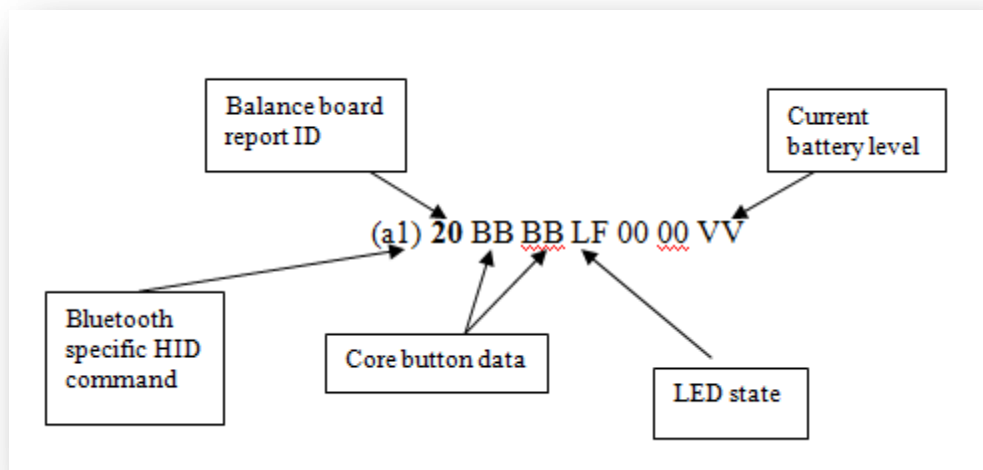 Balance board
report ID
Current
battery level
(a1) 20 BB BB LF 00 00 VV
Bluetooth
specific HID
command
Core button data
LED state